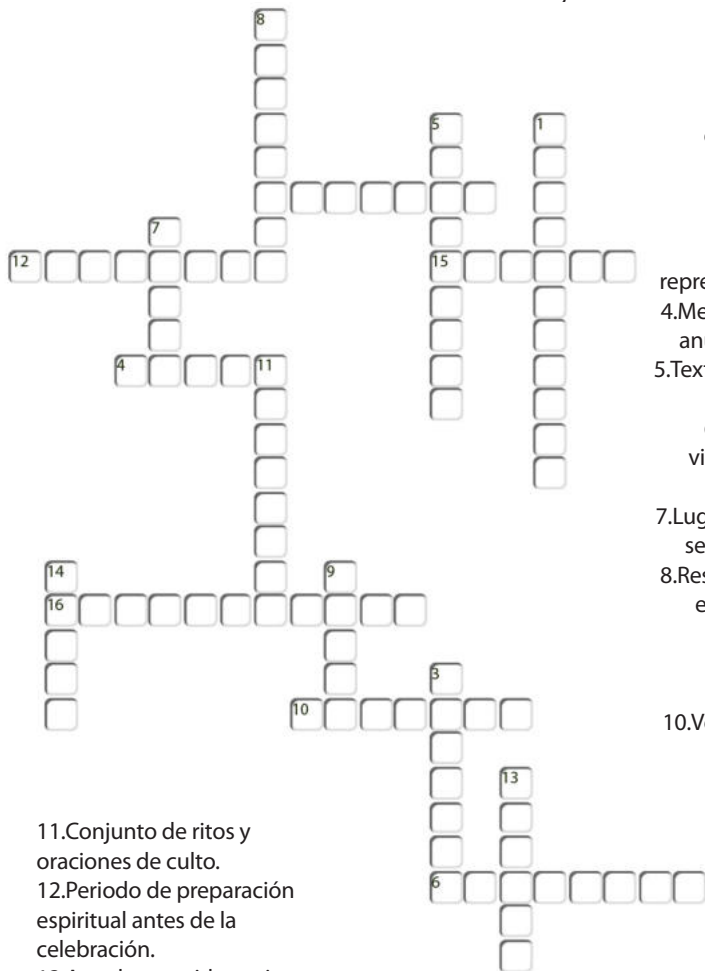 8
5
1
7
12
15
repre
4.Me
an
5.Text
4
11
vi
7.Lug
se
14
9
8.Res
16
e
3
10
10.V
13
11.Conjunto de ritos y
oraciones de culto.
6
12.Periodo de preparación
espiritual antes de la
celebración.